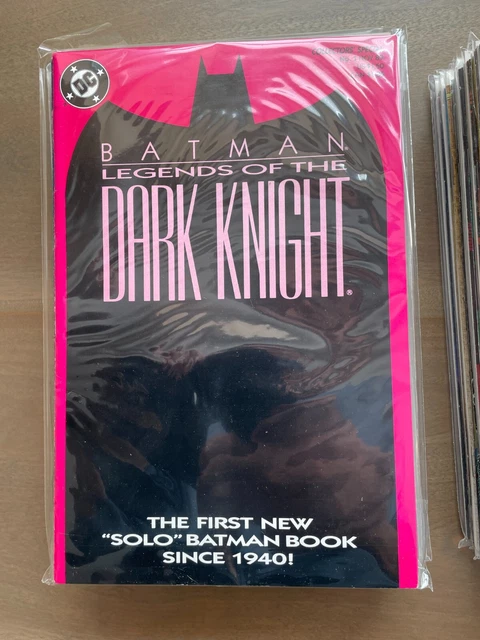 DC
BATMAN
LEGENDS OF THE
DARK KNIGHT®
THE FIRST NEW
"SOLO" BATMAN BOOK
SINCE 1940!